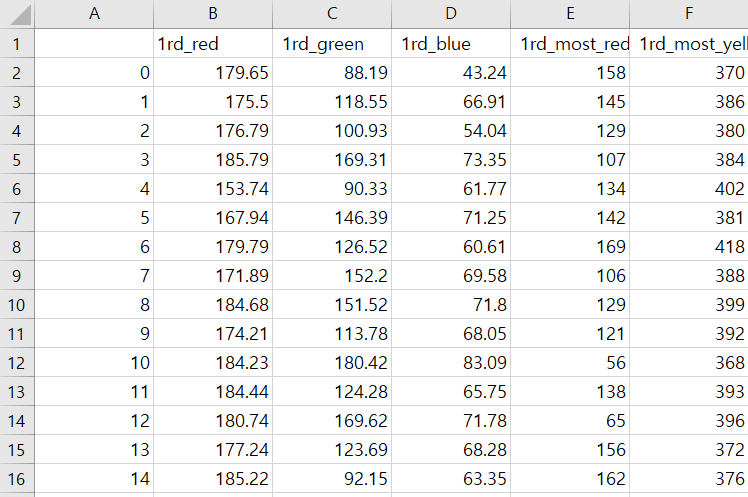 A B C D E F
1 1rd_red 1rd_green 1rd_blue 1rd_most_red 1rd_most_yell
2 0 179.65 88.19 43.24 158 370
3 1 175.5 118.55 66.91 145 386
4 2 176.79 100.93 54.04 129 380
5 3 185.79 169.31 73.35 107 384
6 4 153.74 90.33 61.77 134 402
7 5 167.94 146.39 71.25 142 381
8 6 179.79 126.52 60.61 169 418
9 7 171.89 152.2 69.58 106 388
10 8 184.68 151.52 71.8 129 399
11 9 174.21 113.78 68.05 121 392
12 10 184.23 180.42 83.09 56 368
13 11 184.44 124.28 65.75 138 393
14 12 180.74 169.62 71.78 65 396
15 13 177.24 123.69 68.28 156 372
16 14 185.22 92.15 63.35 162 376